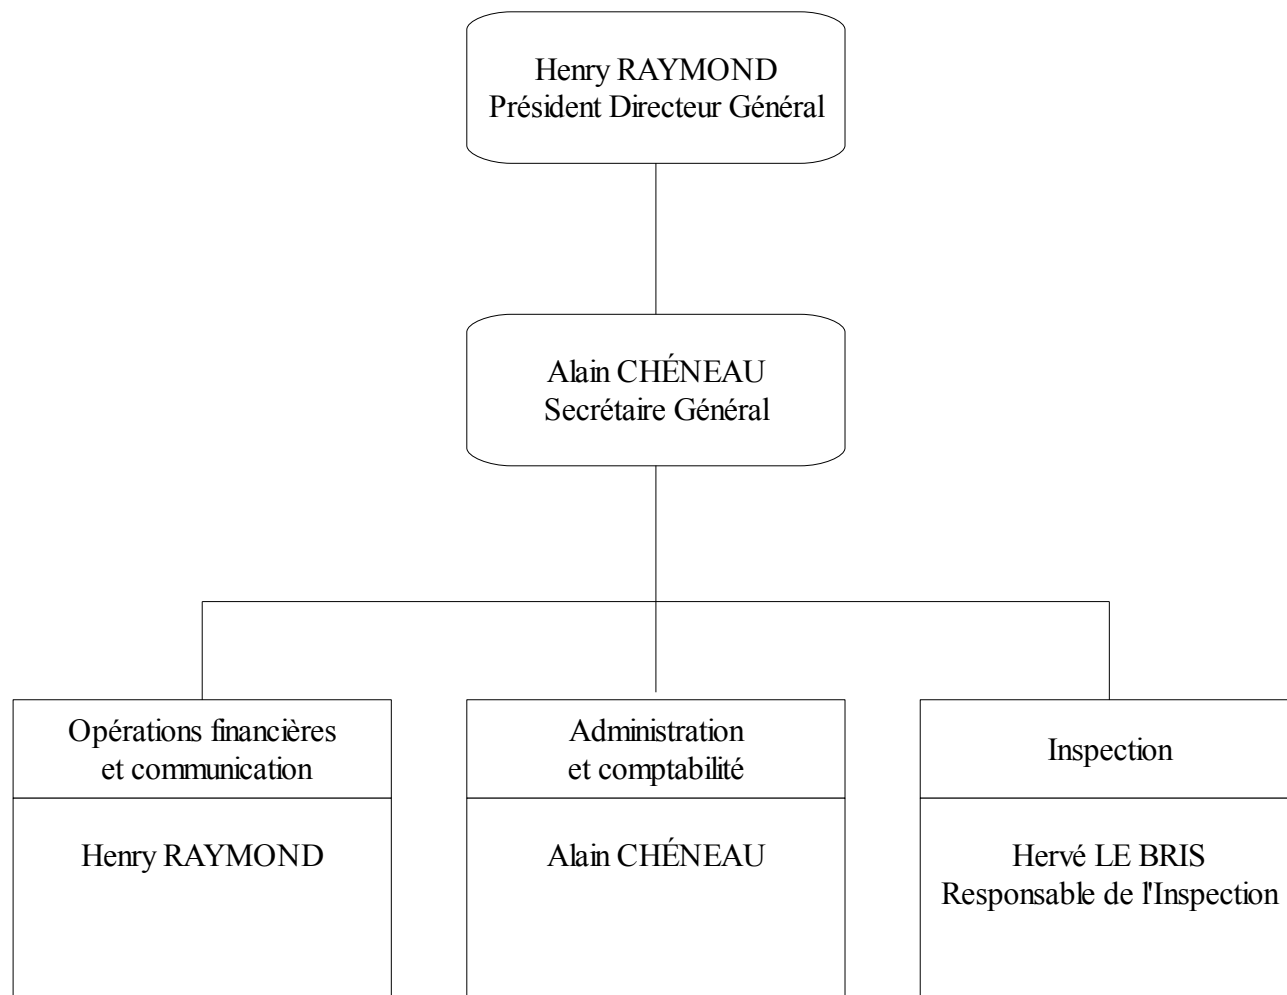 Henry RAYMOND
Président Directeur Général
Alain CHÉNEAU
Secrétaire Général
Opérations financières
et communication
Henry RAYMOND
Administration
et comptabilité
Alain CHÉNEAU
Inspection
Hervé LE BRIS
Responsable de l'Inspection